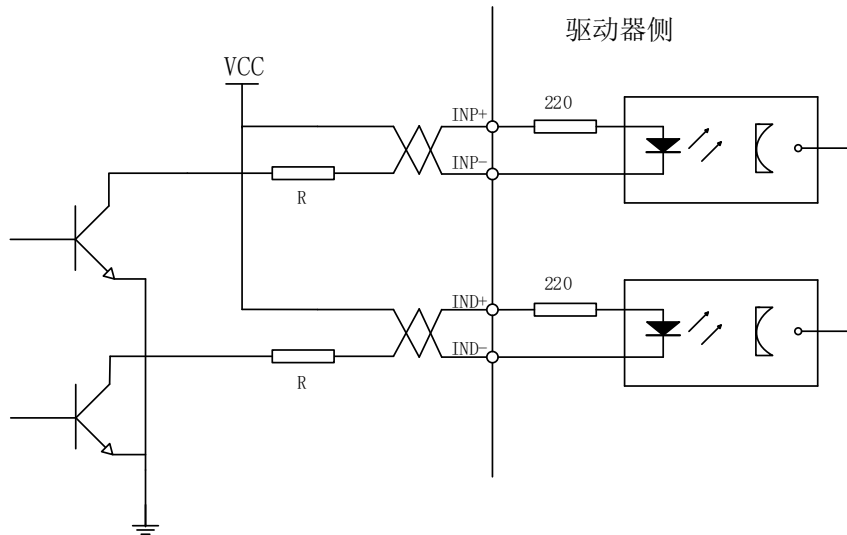 驱动器侧
VCC
INP+
220
INP-
R
IND+
220
IND-
R